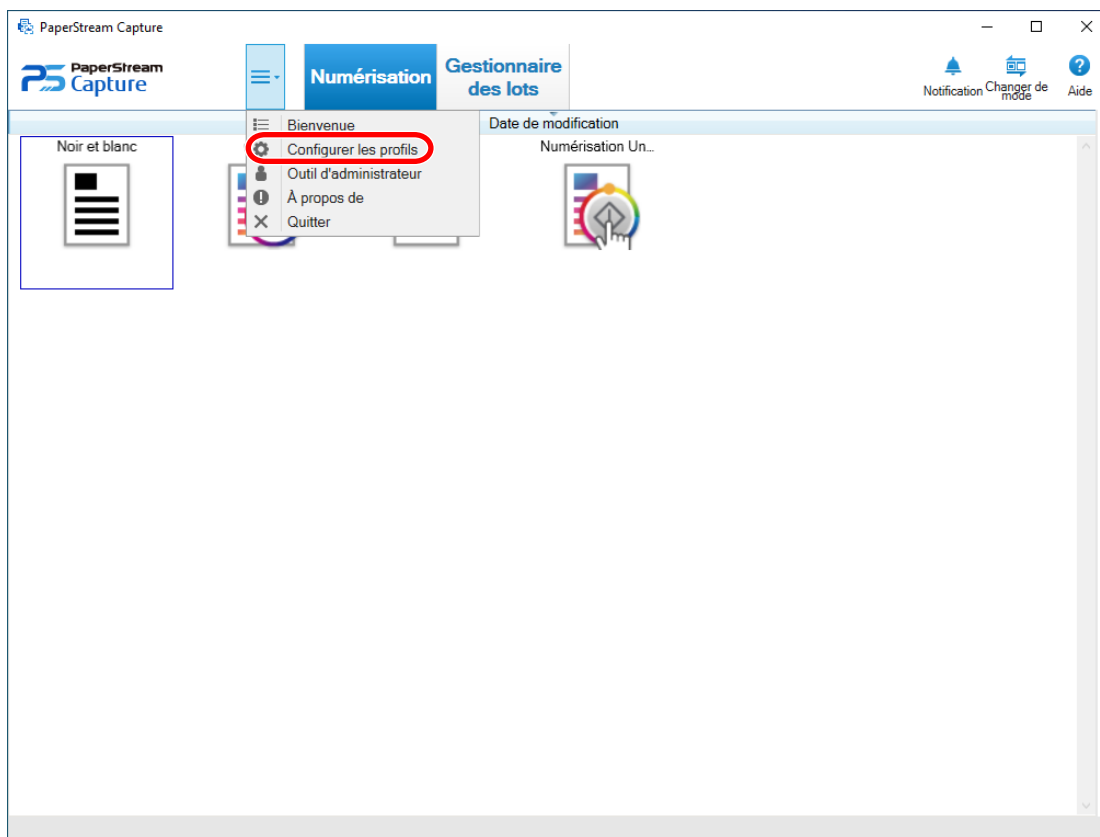 PaperStream Capture
PaperStream
Capture
Numérisation
Gestionnaire
des lots
Notification
Changer de
mode
Aide
Date de modification
Bienvenue
Configurer les profils
Outil d'administrateur
À propos de
Quitter
Noir et blanc
Numérisation Un...